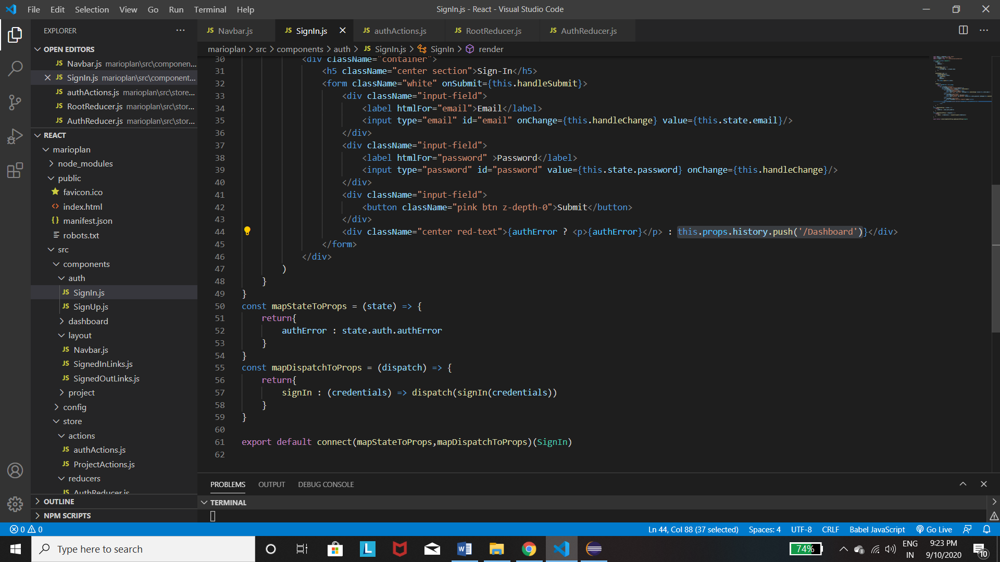 File Edit Selection View Go Run Terminal Help
SignIn.js - React - Visual Studio Code
EXPLORER
OPEN EDITORS
JS Navbar.js marioplan\src\componen...
JS SignIn.js marioplan\src\component...
JS authActions.js marioplan\src\store...
JS RootReducer.js marioplan\src\stor...
JS AuthReducer.js marioplan\src\stor...
REACT
marioplan
node_modules
public
favicon.ico
index.html
manifest.json
robots.txt
src
components
auth
JS SignIn.js
JS SignUp.js
dashboard
layout
JS Navbar.js
JS SignedInLinks.js
JS SignedOutLinks.js
project
config
store
actions
JS authActions.js
JS ProjectActions.js
reducers
JS AuthReducer.js
OUTLINE
NPM SCRIPTS
JS Navbar.js JS SignIn.js JS authActions.js JS RootReducer.js JS AuthReducer.js
marioplan > src > components > auth > JS SignIn.js > SignIn > render
30 <div className="container">
31 <h5 className="center section">Sign-In</h5>
32 <form className="white" onSubmit={this.handleSubmit}>
33 <div className="input-field">
34 <label htmlFor="email">Email</label>
35 <input type="email" id="email" onChange={this.handleChange} value={this.state.email}/>
36 </div>
37 <div className="input-field">
38 <label htmlFor="password" >Password</label>
39 <input type="password" id="password" value={this.state.password} onChange={this.handleChange}/>
40 </div>
41 <div className="input-field">
42 <button className="pink btn z-depth-0">Submit</button>
43 </div>
44 <div className="center red-text">{authError ? <p>{authError}</p> : this.props.history.push('/Dashboard')}</div>
45 </form>
46 </div>
47 )
48 }
49 }
50 const mapStateToProps = (state) => {
51 return{
52 authError : state.auth.authError
53 }
54 }
55 const mapDispatchToProps = (dispatch) => {
56 return{
57 signIn : (credentials) => dispatch(signIn(credentials))
58 }
59 }
60
61 export default connect(mapStateToProps,mapDispatchToProps)(SignIn)
62
PROBLEMS OUTPUT DEBUG CONSOLE
TERMINAL
0 0
Ln 44, Col 88 (37 selected) Spaces: 4 UTF-8 CRLF Babel JavaScript Go Live
Type here to search
74%
ENG
IN
9:23 PM
9/10/2020
10